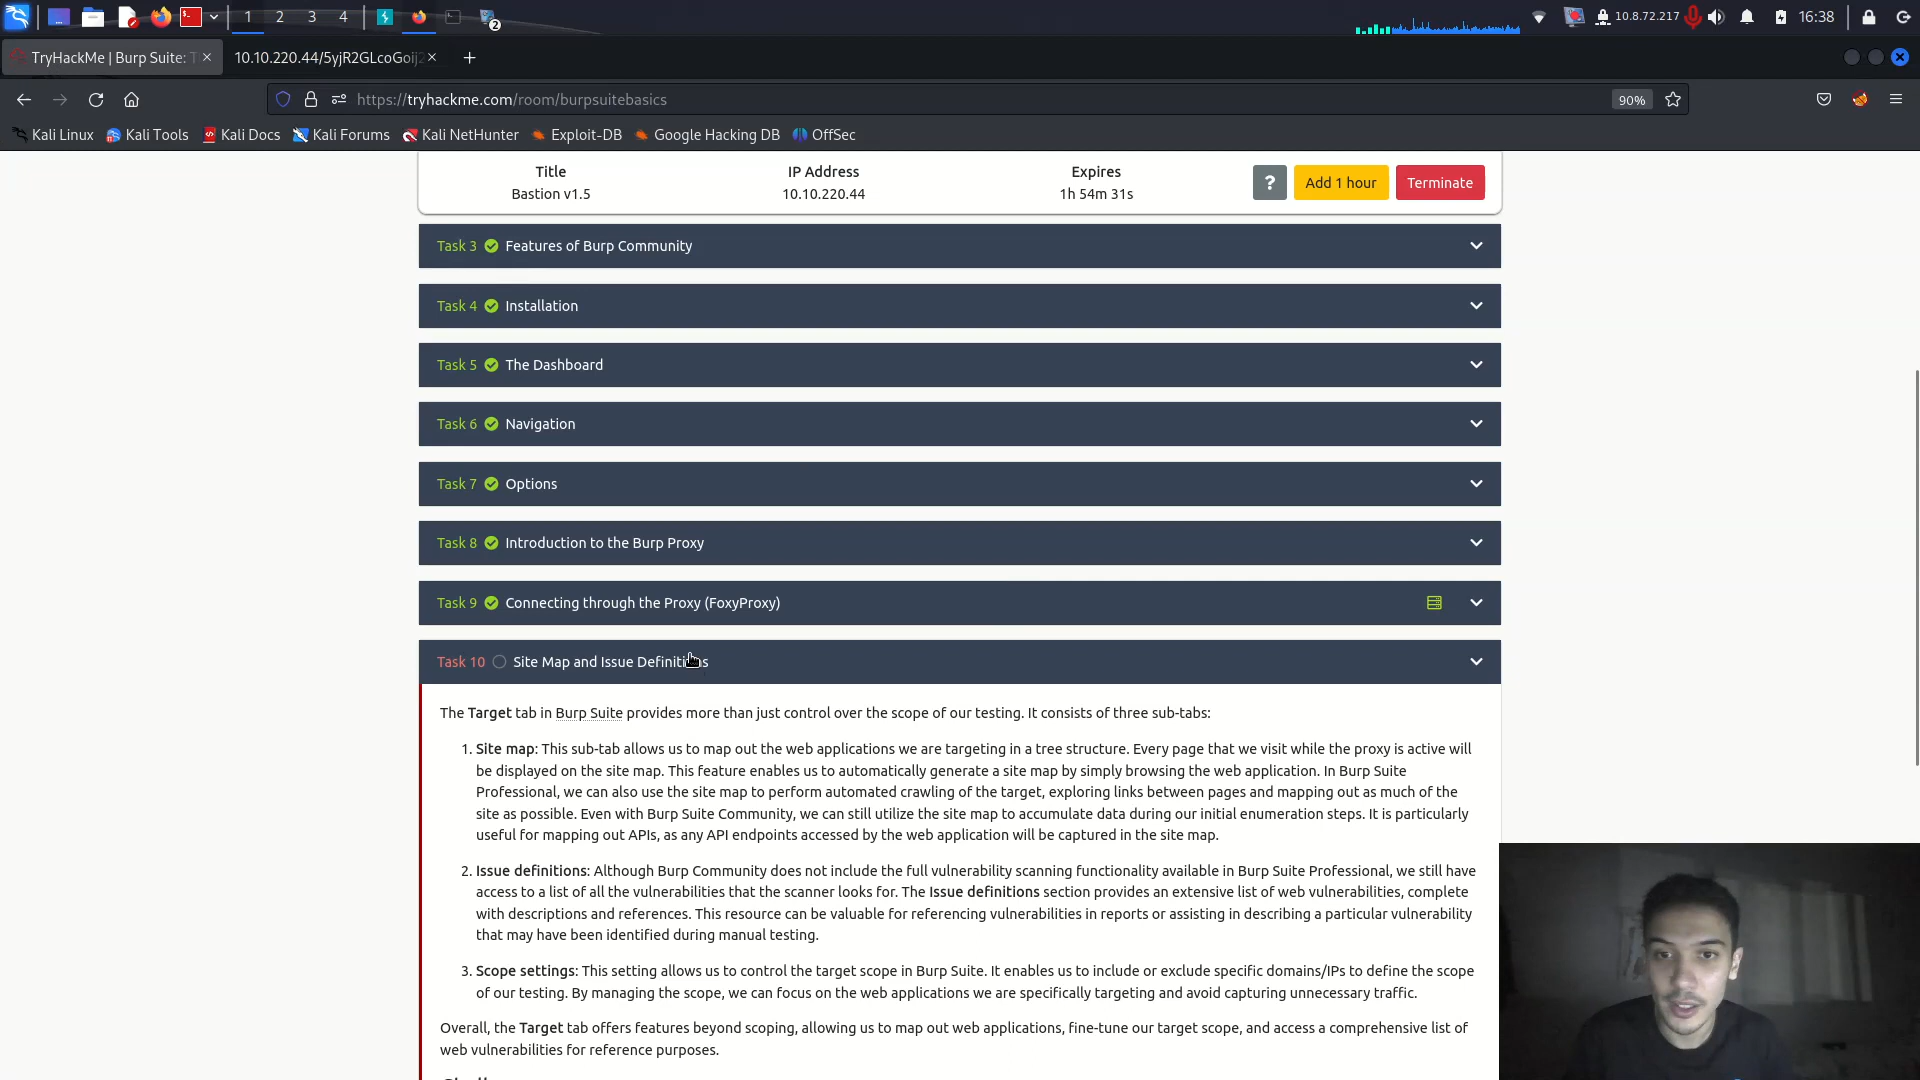 1 2 3 4 2 10.8.72.217 16:38
TryHackMe | Burp Suite: 10.10.220.44/5yjR2GLcoGoij2
https://tryhackme.com/room/burpsuitebasics 90%
Kali Linux Kali Tools Kali Docs Kali Forums Kali NetHunter Exploit-DB Google Hacking DB OffSec
Title IP Address Expires
? Add 1 hour Terminate
Bastion v1.5 10.10.220.44 1h 54m 31s
Task 3 Features of Burp Community
Task 4 Installation
Task 5 The Dashboard
Task 6 Navigation
Task 7 Options
Task 8 Introduction to the Burp Proxy
Task 9 Connecting through the Proxy (FoxyProxy)
Task 10 Site Map and Issue Definitions
The Target tab in Burp Suite provides more than just control over the scope of our testing. It consists of three sub-tabs:
1. Site map: This sub-tab allows us to map out the web applications we are targeting in a tree structure. Every page that we visit while the proxy is active will
be displayed on the site map. This feature enables us to automatically generate a site map by simply browsing the web application. In Burp Suite
Professional, we can also use the site map to perform automated crawling of the target, exploring links between pages and mapping out as much of the
site as possible. Even with Burp Suite Community, we can still utilize the site map to accumulate data during our initial enumeration steps. It is particularly
useful for mapping out APIs, as any API endpoints accessed by the web application will be captured in the site map.
2. Issue definitions: Although Burp Community does not include the full vulnerability scanning functionality available in Burp Suite Professional, we still have
access to a list of all the vulnerabilities that the scanner looks for. The Issue definitions section provides an extensive list of web vulnerabilities, complete
with descriptions and references. This resource can be valuable for referencing vulnerabilities in reports or assisting in describing a particular vulnerability
that may have been identified during manual testing.
3. Scope settings: This setting allows us to control the target scope in Burp Suite. It enables us to include or exclude specific domains/IPs to define the scope
of our testing. By managing the scope, we can focus on the web applications we are specifically targeting and avoid capturing unnecessary traffic.
Overall, the Target tab offers features beyond scoping, allowing us to map out web applications, fine-tune our target scope, and access a comprehensive list of
web vulnerabilities for reference purposes.